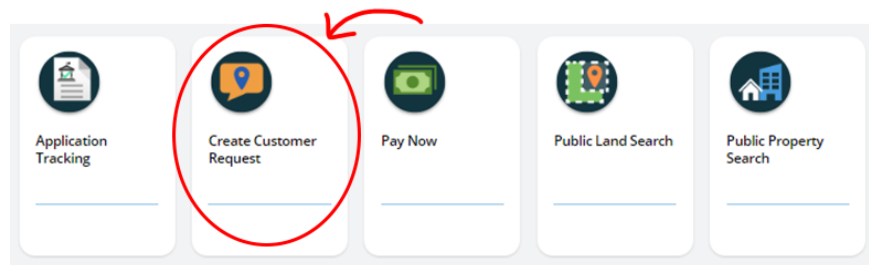 Application
Tracking
Create Customer
Request
Pay Now
Public Land Search
Public Property
Search